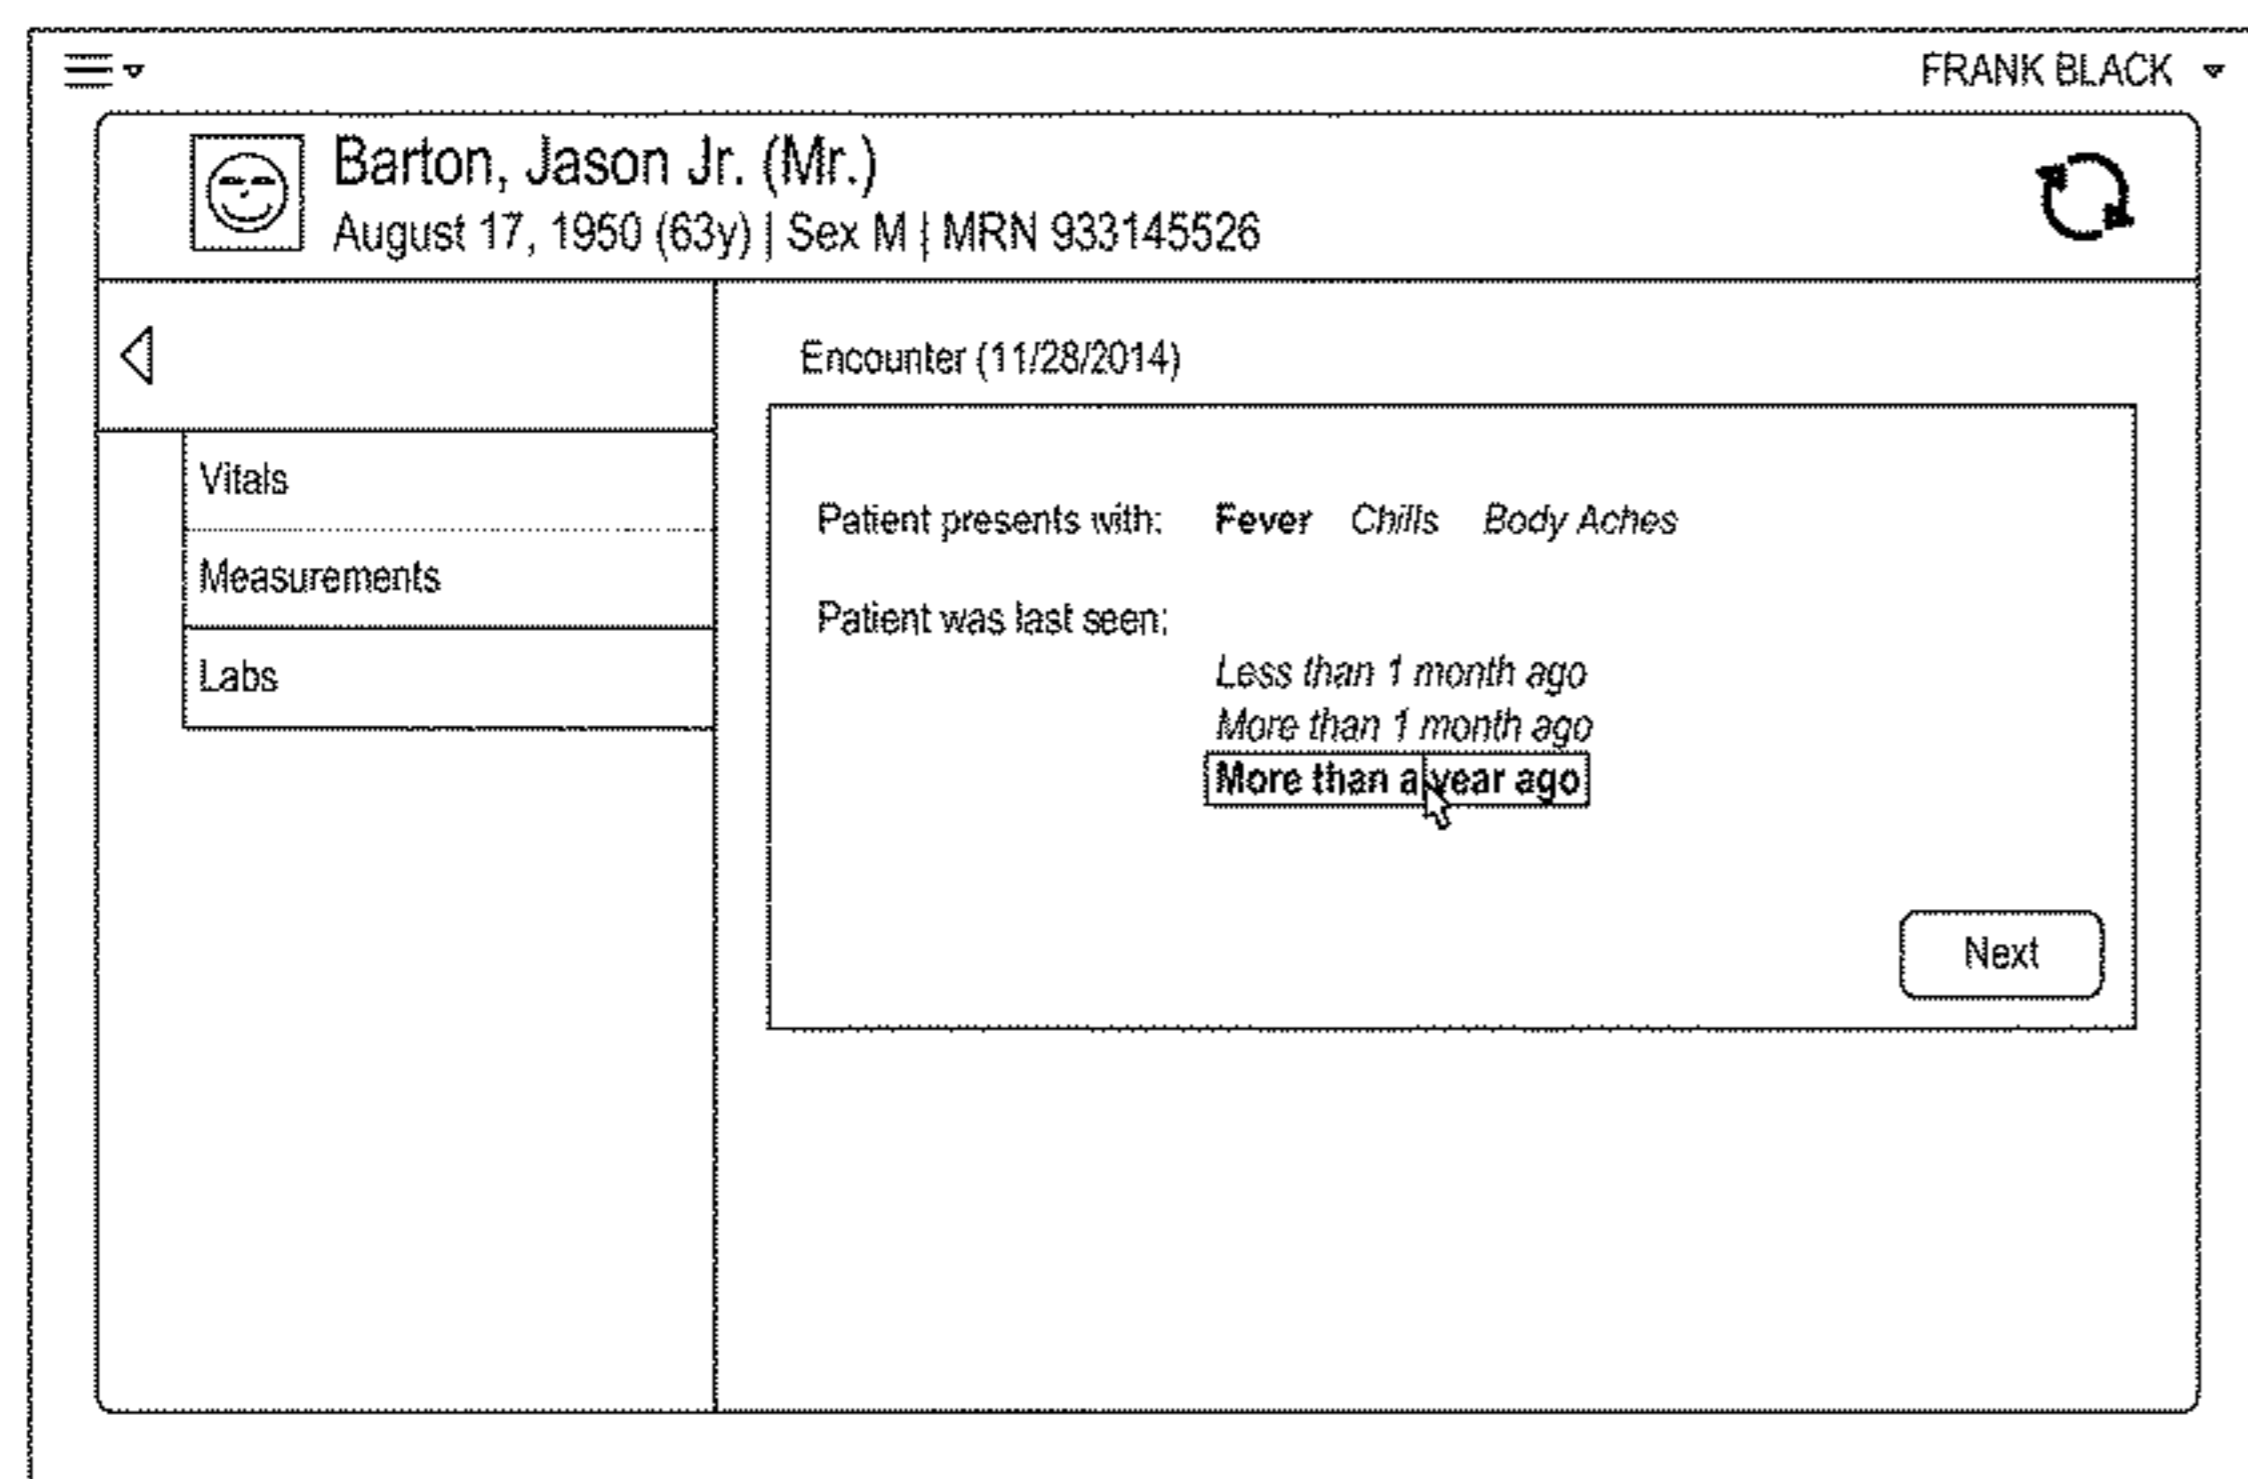 FRANK BLACK
Barton, Jason Jr. (Mr.)
August 17, 1950 (63y) | Sex M | MRN 933145526
Encounter (11/28/2014)
Vitals
Measurements
Labs
Patient presents with: Fever Chills Body Aches
Patient was last seen:
Less than 1 month ago
More than 1 month ago
More than a year ago
Next